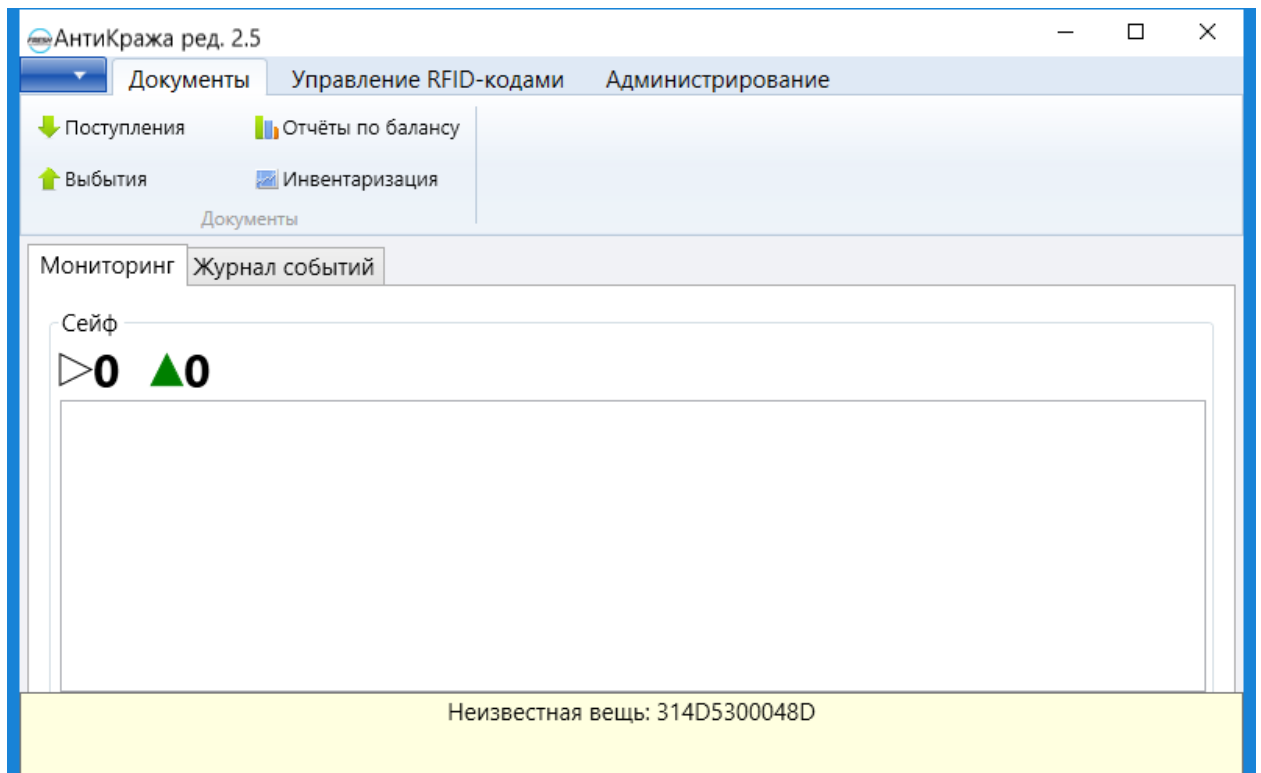 FRESH АнтиКража ред. 2.5
Документы Управление RFID-кодами Администрирование
Поступления Отчёты по балансу
Выбытия Инвентаризация
Документы
Мониторинг Журнал событий
Сейф
0 0
Неизвестная вещь: 314D5300048D